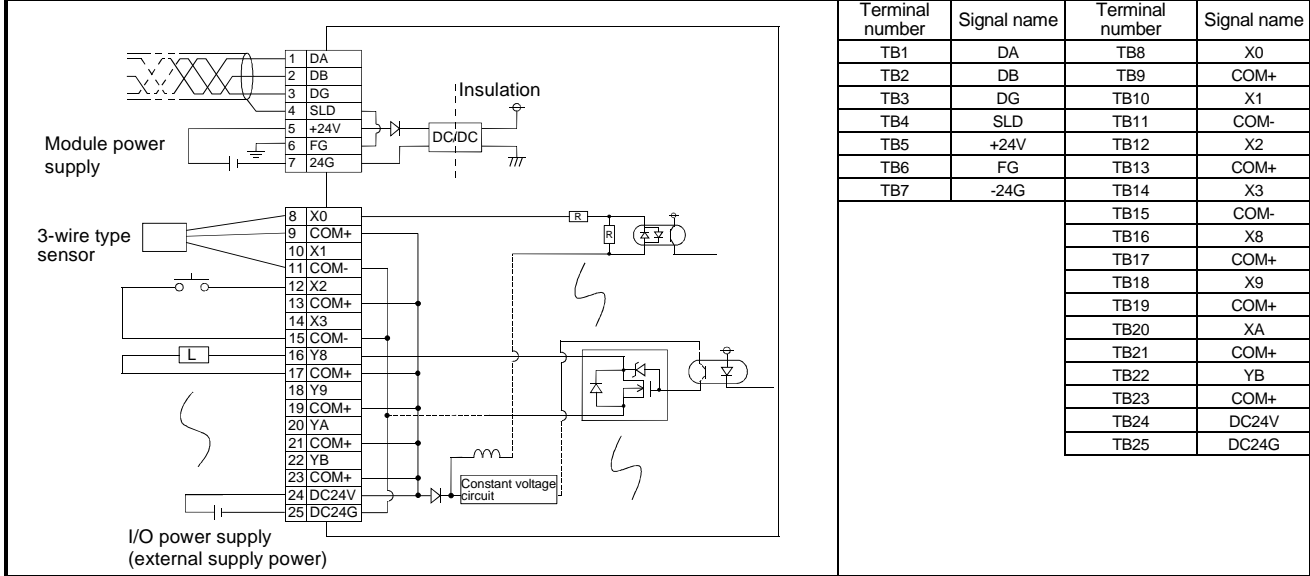 1 DA
2 DB
3 DG
4 SLD
5 +24V
6 FG
7 24G
Module power
supply
Insulation
DC/DC
8 X0
9 COM+
10 X1
11 COM-
12 X2
13 COM+
14 X3
15 COM-
16 Y8
17 COM+
18 Y9
19 COM+
20 YA
21 COM+
22 YB
23 COM+
24 DC24V
25 DC24G
3-wire type
sensor
L
R
R
Constant voltage
circuit
I/O power supply
(external supply power)
Terminal number Signal name Terminal number Signal name
TB1 DA TB8 X0
TB2 DB TB9 COM+
TB3 DG TB10 X1
TB4 SLD TB11 COM-
TB5 +24V TB12 X2
TB6 FG TB13 COM+
TB7 -24G TB14 X3
TB15 COM-
TB16 X8
TB17 COM+
TB18 X9
TB19 COM+
TB20 XA
TB21 COM+
TB22 YB
TB23 COM+
TB24 DC24V
TB25 DC24G